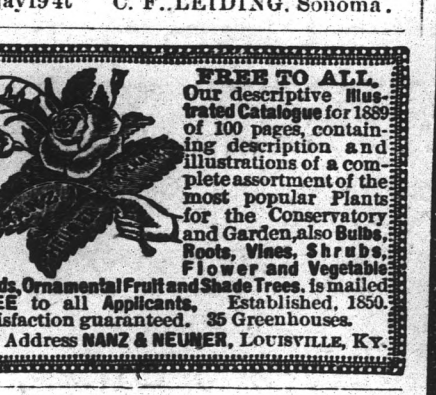 C. F. LEIDING. Sonoma.
FREE TO ALL.
Our descriptive Illus-
trated Catalogue for 1889
of 100 pages, contain-
ing description and
illustrations of a com-
plete assortment of the
most popular Plants
for the Conservatory
and Garden, also Bulbs,
Roots, Vines, Shrubs,
Flower and Vegetable
ds, Ornamental Fruit and Shade Trees. is mailed
EE to all Applicants, Established, 1850.
isfaction guaranteed. 35 Greenhouses.
Address NANZ & NEUNER, LOUISVILLE, KY.